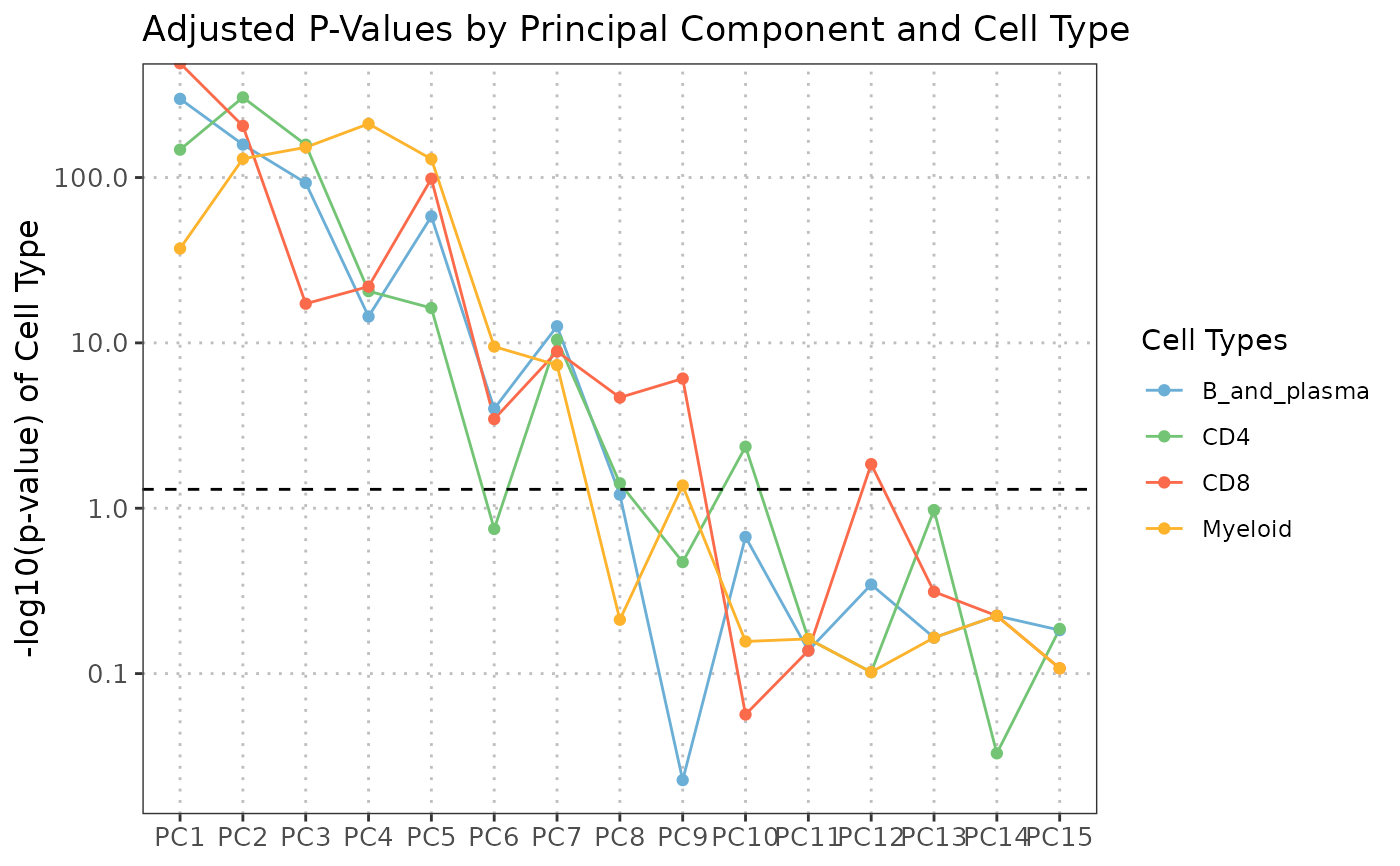 Adjusted P-Values by Principal Component and Cell Type
-log10(p-value) of Cell Type
100.0
10.0
1.0
0.1
PC1 PC2 PC3 PC4 PC5 PC6 PC7 PC8 PC9 PC10 PC11 PC12 PC13 PC14 PC15
Cell Types
B_and_plasma
CD4
CD8
Myeloid